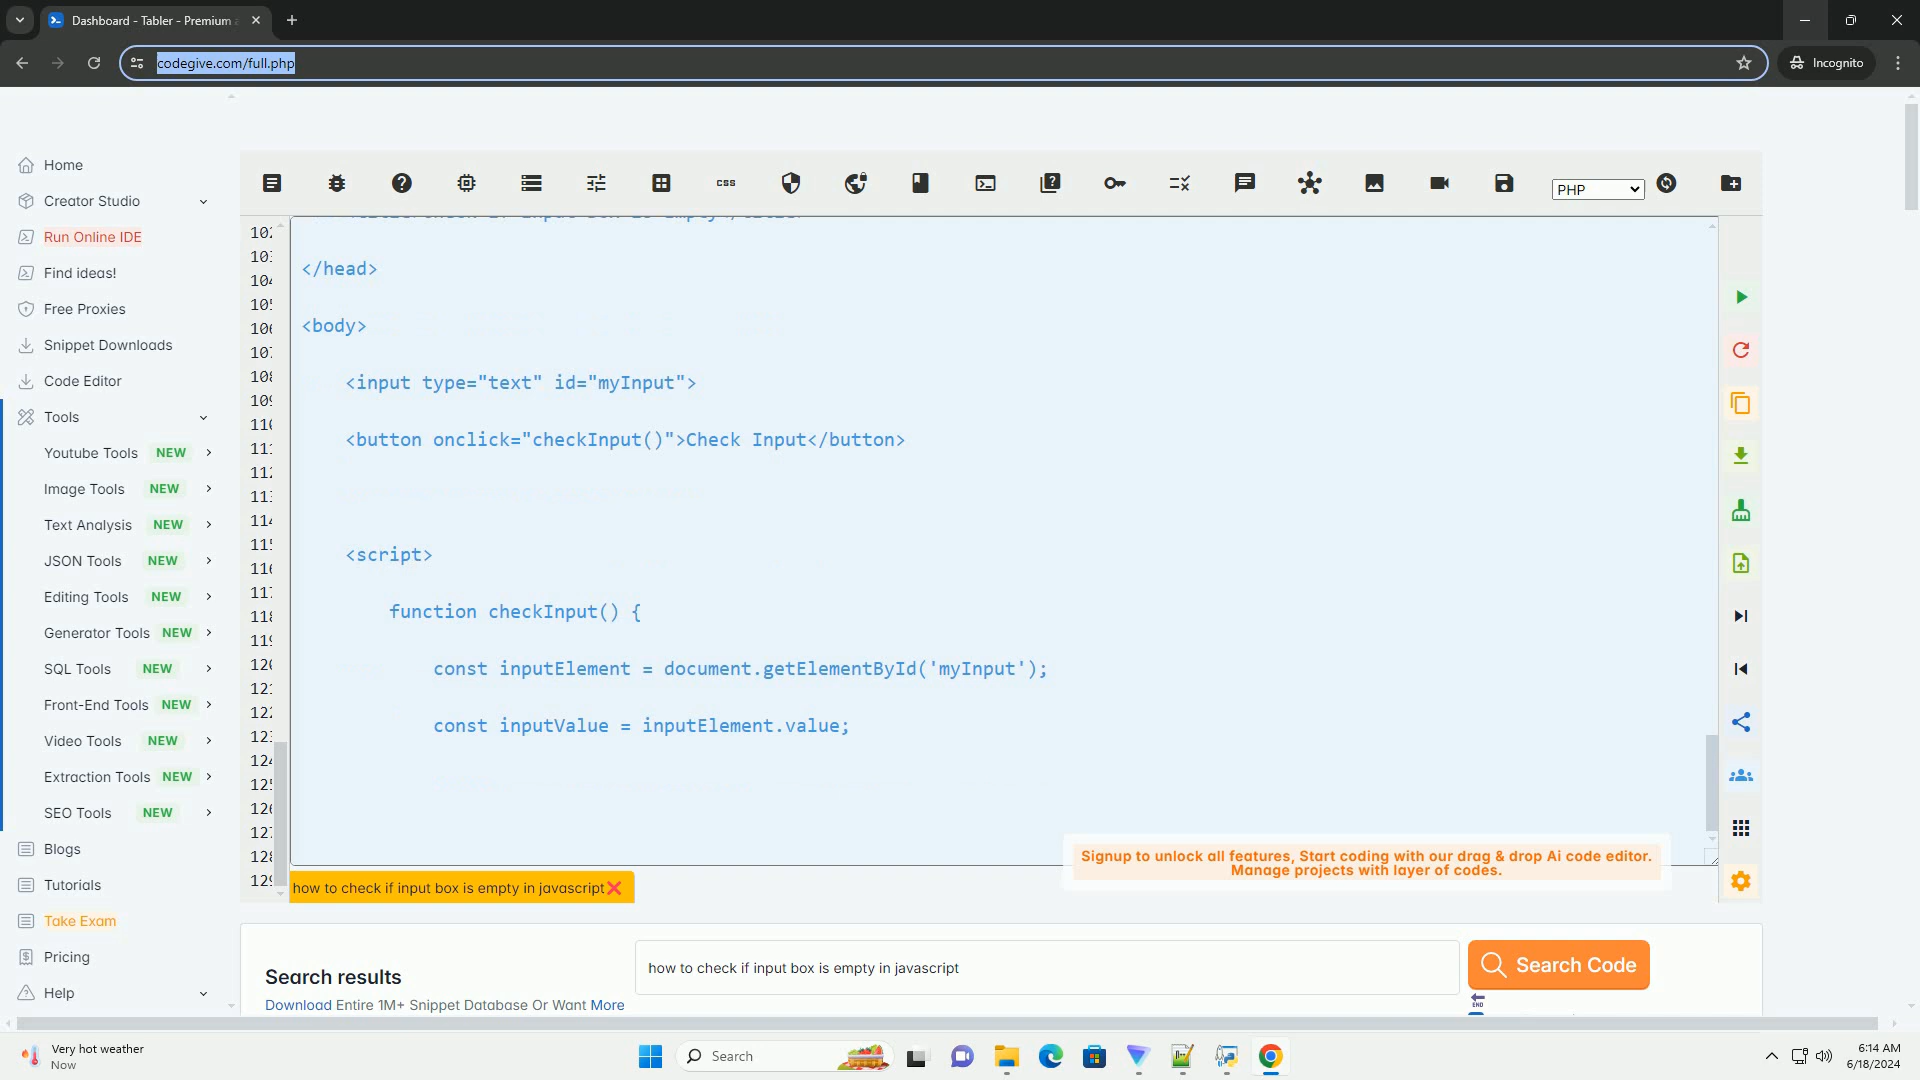 Dashboard - Tabler - Premium
codegive.com/full.php
Incognito
Home
Creator Studio
Run Online IDE
Find ideas!
Free Proxies
Snippet Downloads
Code Editor
Tools
Youtube Tools NEW
Image Tools NEW
Text Analysis NEW
JSON Tools NEW
Editing Tools NEW
Generator Tools NEW
SQL Tools NEW
Front-End Tools NEW
Video Tools NEW
Extraction Tools NEW
SEO Tools NEW
Blogs
Tutorials
Take Exam
Pricing
Help
css
PHP
</head>
<body>
<input type="text" id="myInput">
<button onclick="checkInput()">Check Input</button>
<script>
function checkInput() {
const inputElement = document.getElementById('myInput');
const inputValue = inputElement.value;
Signup to unlock all features, Start coding with our drag & drop Ai code editor.
Manage projects with layer of codes.
how to check if input box is empty in javascript
Search results
Download Entire 1M+ Snippet Database Or Want More
how to check if input box is empty in javascript
Search Code
END
Very hot weather
Now
Search
6:14 AM
6/18/2024